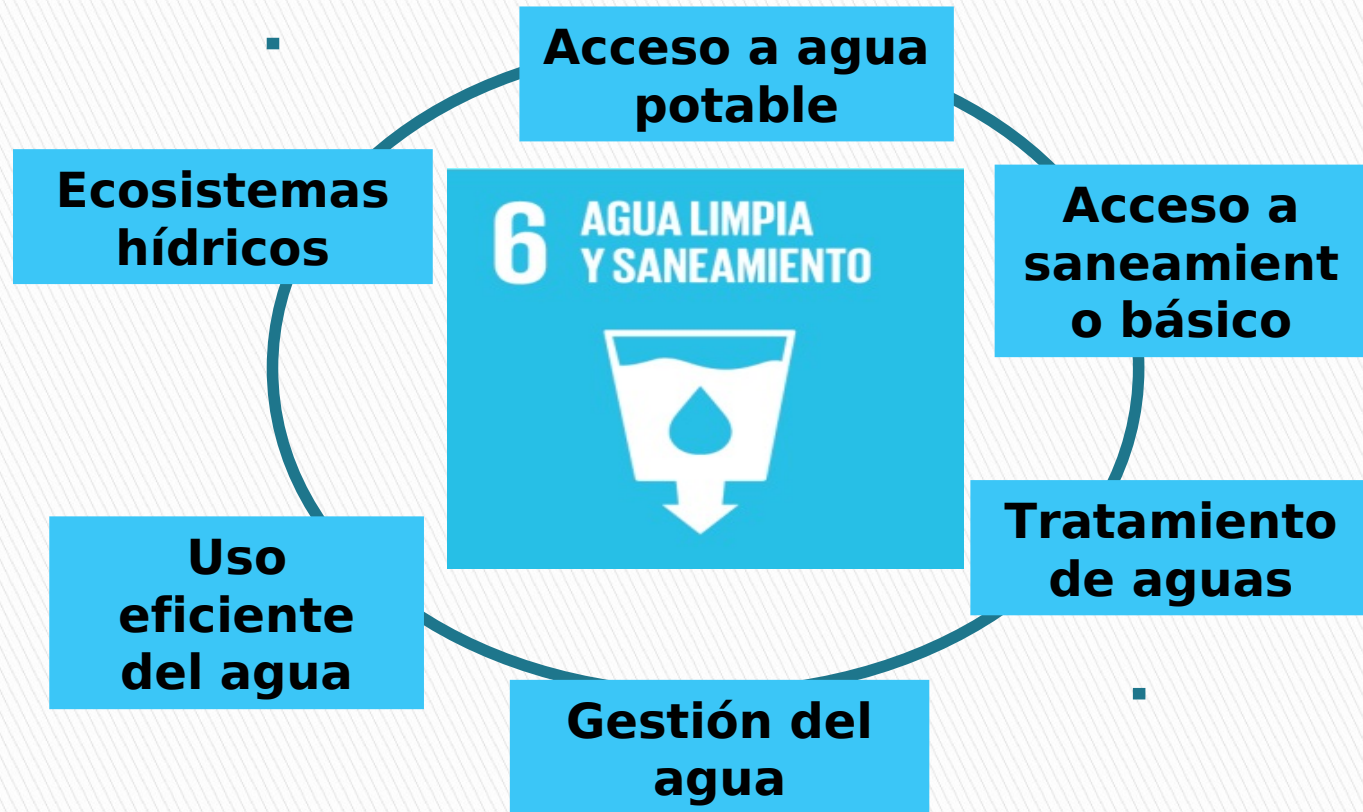 Acceso a agua
potable
Ecosistemas
hídricos
6 AGUA LIMPIA
Y SANEAMIENTO
Acceso a
saneamient
o básico
Uso
eficiente
del agua
Tratamiento
de aguas
Gestión del
agua